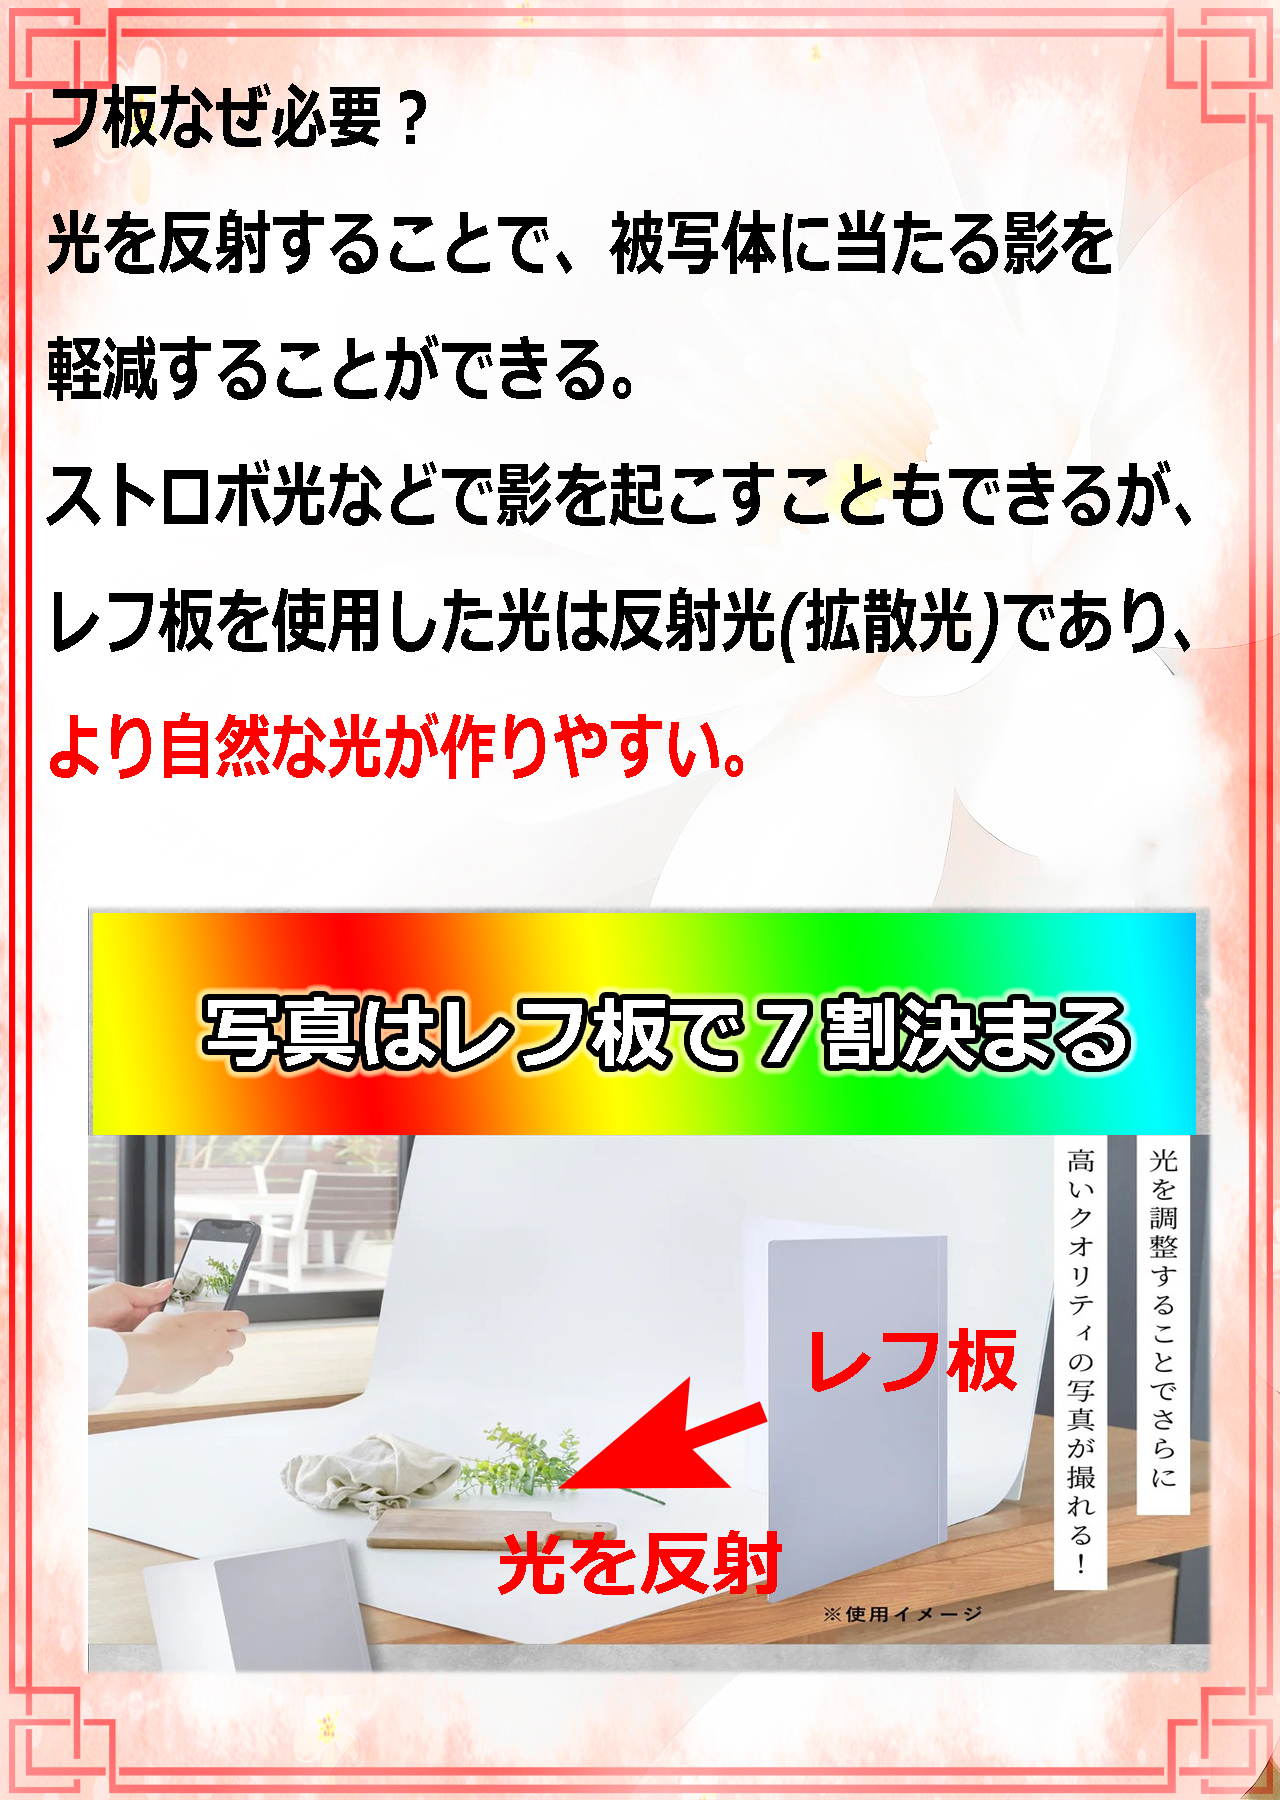 フ板なぜ必要？
光を反射することで、被写体に当たる影を
軽減することができる。
ストロボ光などで影を起こすこともできるが、
レフ板を使用した光は反射光(拡散光)であり、
より自然な光が作りやすい。
写真はレフ板で７割決まる
光を調整することでさらに
高いクオリティの写真が撮れる！
レフ板
光を反射
※使用イメージ